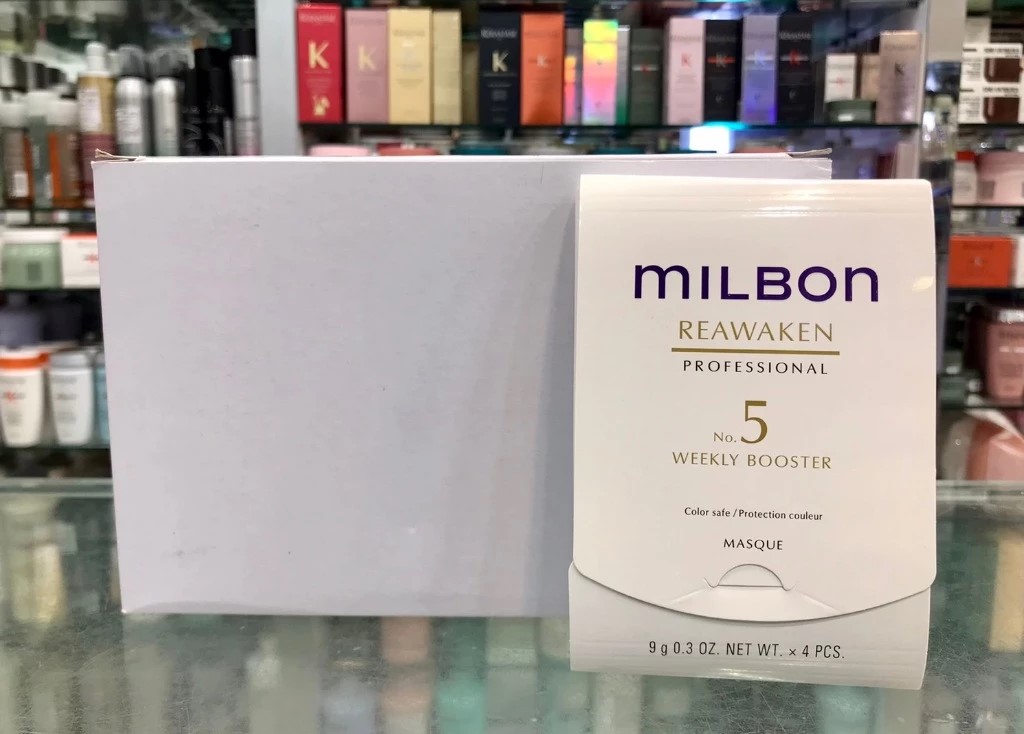 K
K
K
K
K
mILBOn
REAWAKEN
PROFESSIONAL
No. 5
WEEKLY BOOSTER
Color safe / Protection couleur
MASQUE
9 g 0.3 OZ. NET WT. × 4 PCS.